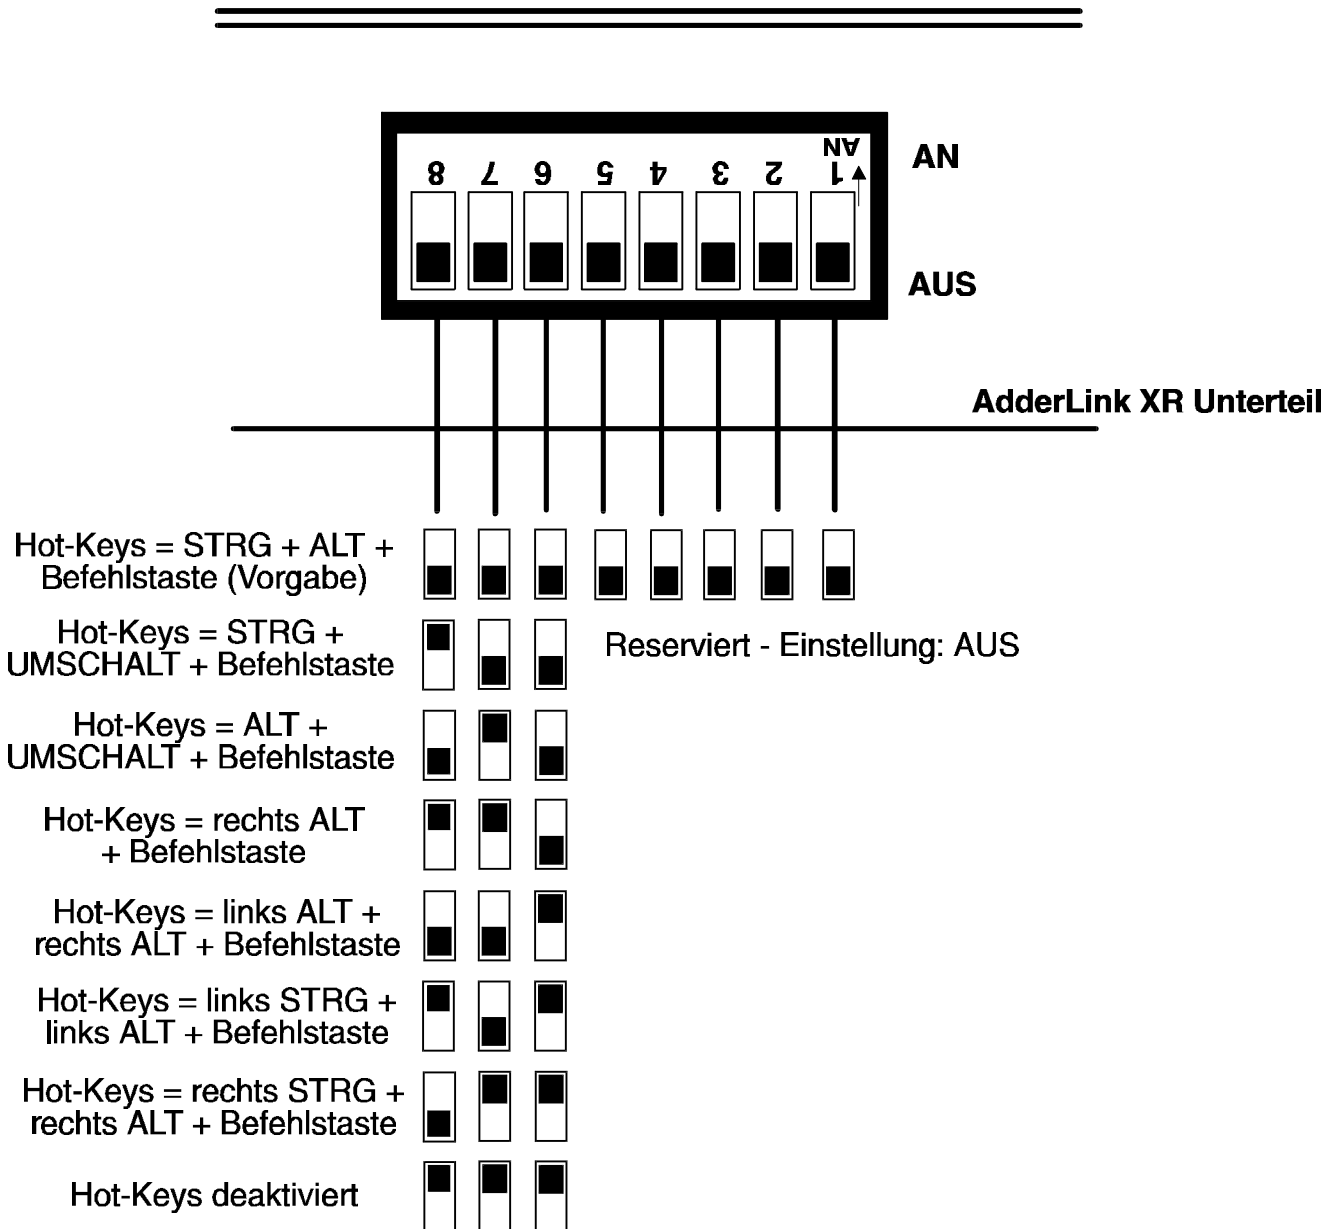 AN
8 7 6 5 4 3 2 1
AN
AUS
AdderLink XR Unterteil
Hot-Keys = STRG + ALT +
Befehlstaste (Vorgabe)
Hot-Keys = STRG +
UMSCHALT + Befehlstaste
Reserviert - Einstellung: AUS
Hot-Keys = ALT +
UMSCHALT + Befehlstaste
Hot-Keys = rechts ALT
+ Befehlstaste
Hot-Keys = links ALT +
rechts ALT + Befehlstaste
Hot-Keys = links STRG +
links ALT + Befehlstaste
Hot-Keys = rechts STRG +
rechts ALT + Befehlstaste
Hot-Keys deaktiviert